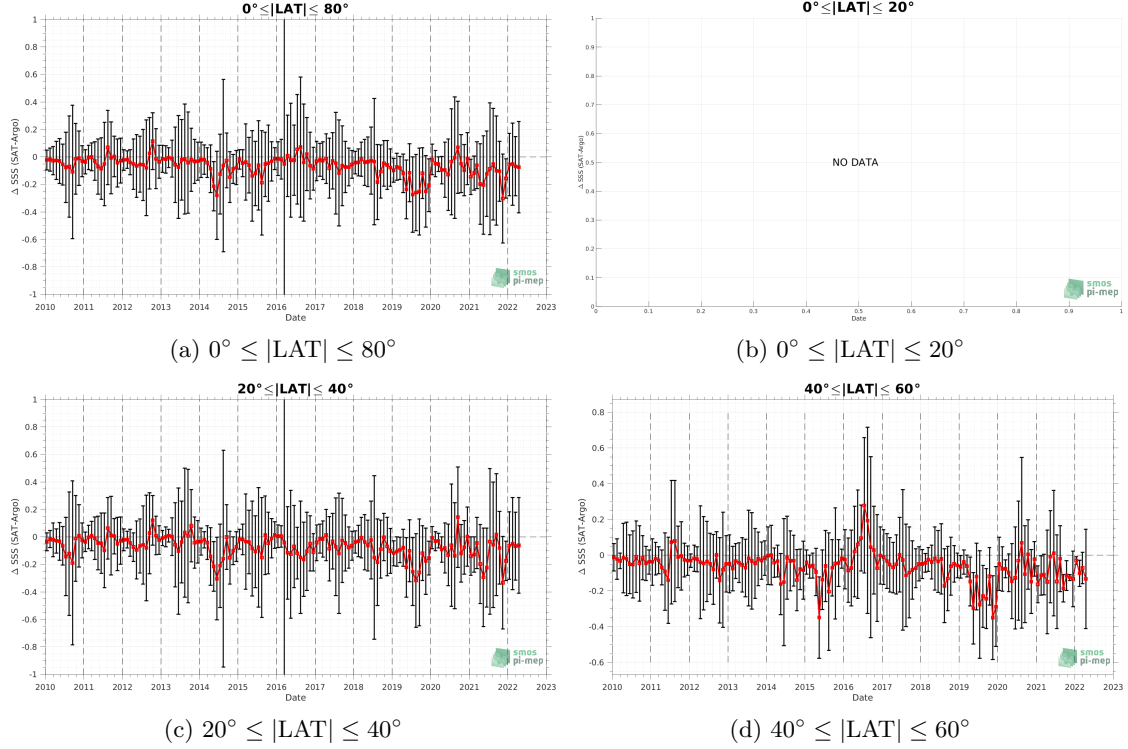 0°≤|LAT|≤ 80°
Δ SSS (SAT-Argo)
1
0.8
0.6
0.4
0.2
0
-0.2
-0.4
-0.6
-0.8
-1
2010 2011 2012 2013 2014 2015 2016 2017 2018 2019 2020 2021 2022 2023
Date
smos
pi-mep
(a) 0° ≤ |LAT| ≤ 80°
0°≤|LAT|≤ 20°
Δ SSS (SAT-Argo)
1
0.9
0.8
0.7
0.6
0.5
0.4
0.3
0.2
0.1
0
NO DATA
0 0.1 0.2 0.3 0.4 0.5 0.6 0.7 0.8 0.9 1
Date
smos
pi-mep
(b) 0° ≤ |LAT| ≤ 20°
20°≤|LAT|≤ 40°
Δ SSS (SAT-Argo)
1
0.8
0.6
0.4
0.2
0
-0.2
-0.4
-0.6
-0.8
-1
2010 2011 2012 2013 2014 2015 2016 2017 2018 2019 2020 2021 2022 2023
Date
smos
pi-mep
(c) 20° ≤ |LAT| ≤ 40°
40°≤|LAT|≤ 60°
Δ SSS (SAT-Argo)
0.8
0.6
0.4
0.2
0
-0.2
-0.4
-0.6
2010 2011 2012 2013 2014 2015 2016 2017 2018 2019 2020 2021 2022 2023
Date
smos
pi-mep
(d) 40° ≤ |LAT| ≤ 60°